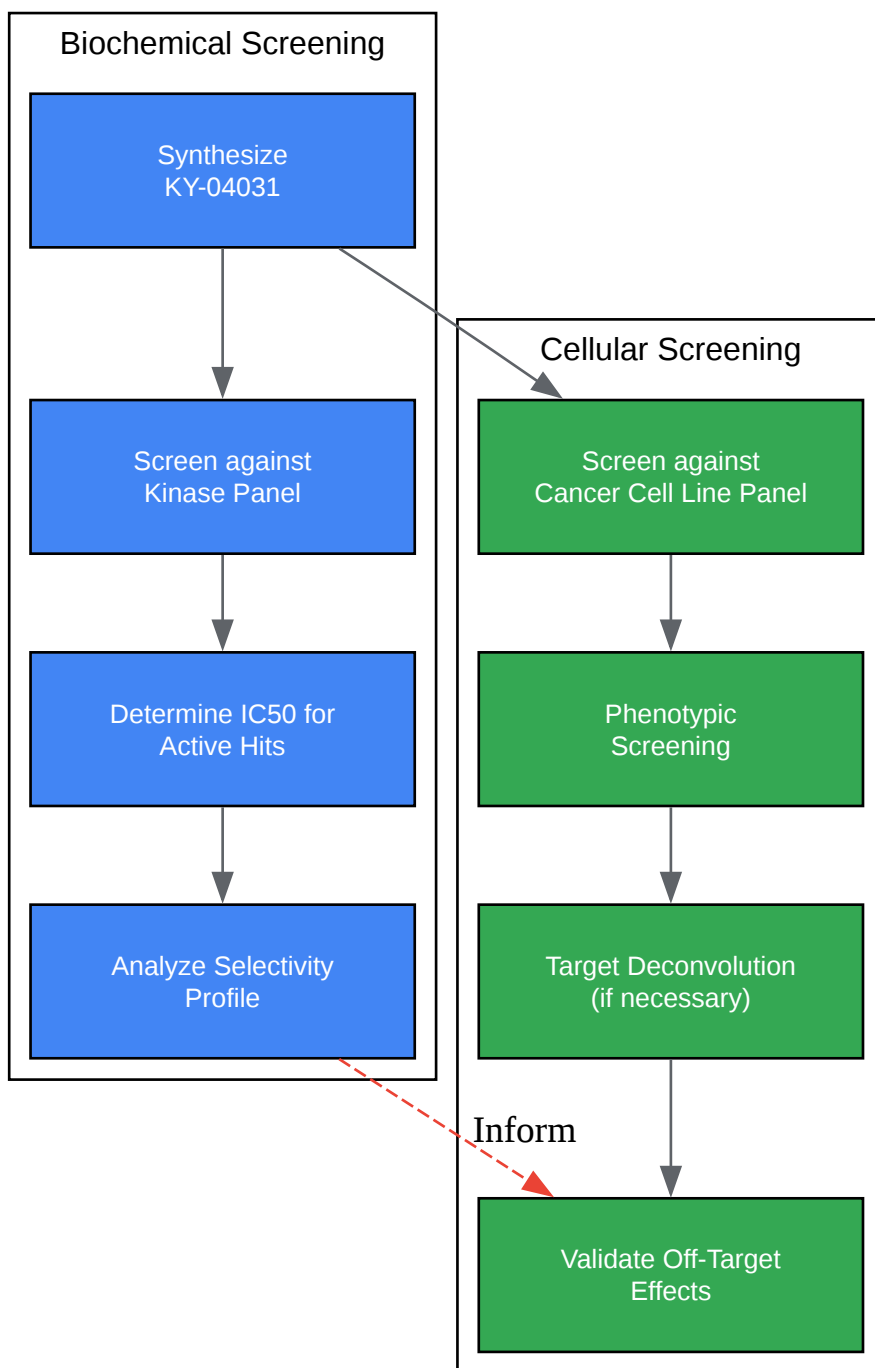 Biochemical Screening
Synthesize
KY-04031
Screen against
Kinase Panel
Determine IC50 for
Active Hits
Analyze Selectivity
Profile
Inform
Cellular Screening
Screen against
Cancer Cell Line Panel
Phenotypic
Screening
Target Deconvolution
(if necessary)
Validate Off-Target
Effects